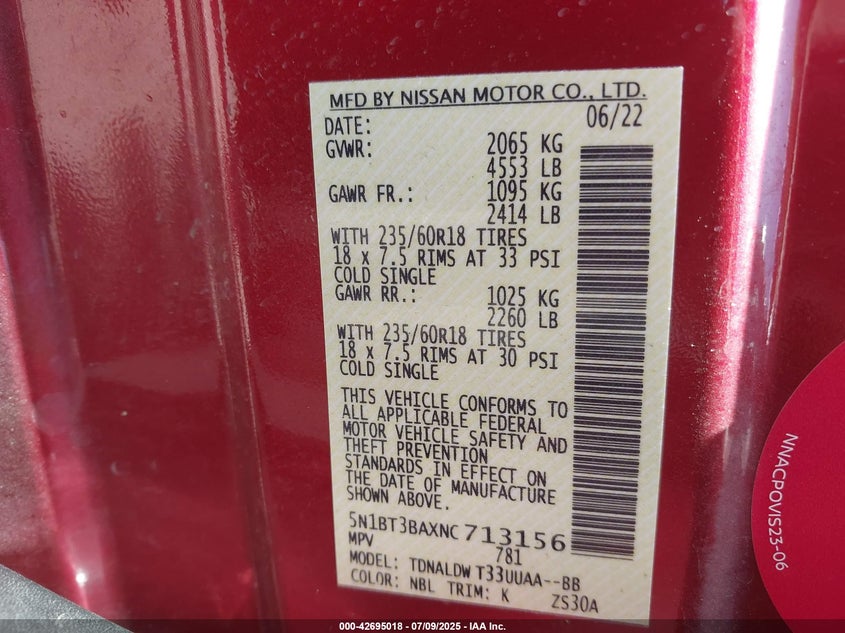 MFD BY NISSAN MOTOR CO., LTD.
DATE: 06/22
GVWR: 2065 KG
4553 LB
GAWR FR.: 1095 KG
2414 LB
WITH 235/60R18 TIRES
18 x 7.5 RIMS AT 33 PSI
COLD SINGLE
GAWR RR.: 1025 KG
2260 LB
WITH 235/60R18 TIRES
18 x 7.5 RIMS AT 30 PSI
COLD SINGLE
THIS VEHICLE CONFORMS TO
ALL APPLICABLE FEDERAL
MOTOR VEHICLE SAFETY AND
THEFT PREVENTION
STANDARDS IN EFFECT ON
THE DATE OF MANUFACTURE
SHOWN ABOVE.
5N1BT3BAXNC 713156
MPV 781
MODEL: TDNALDW T33UUAA--BB
COLOR: NBL TRIM: K ZS30A
NNACPOVIS23-06
000-42695018 - 07/09/2025 - IAA Inc.